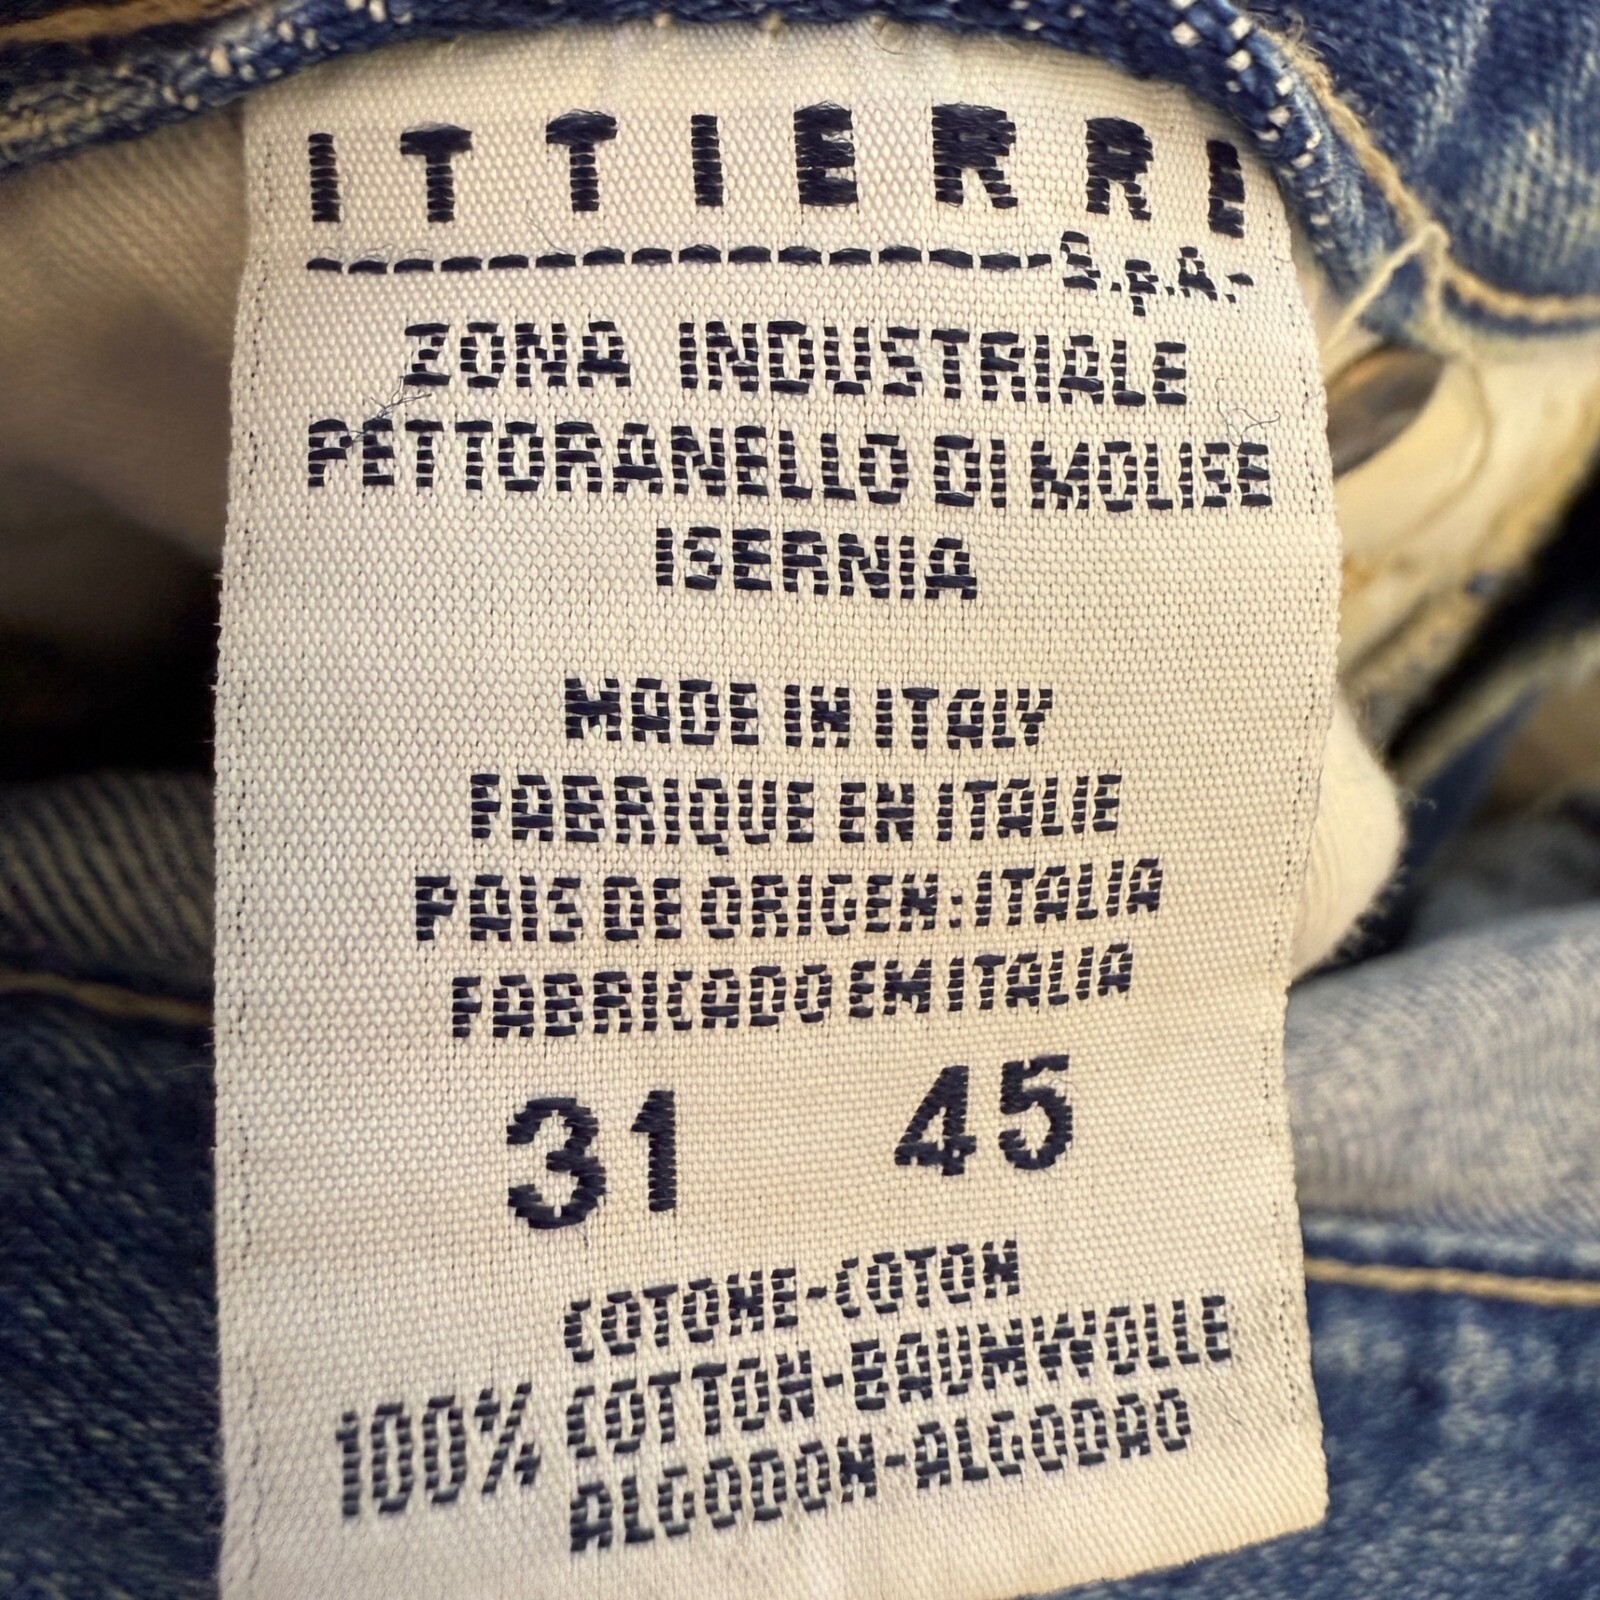 ITTIERRE
S.p.A.
ZONA INDUSTRIALE
PETTORANELLO DI MOLISE
ISERNIA
MADE IN ITALY
FABRIQUE EN ITALIE
PAIS DE ORIGEN:ITALIA
FABRICADO EM ITALIA
31 45
COTONE-COTON
100% COTTON-BAUMWOLLE
ALGODON-ALGODAO